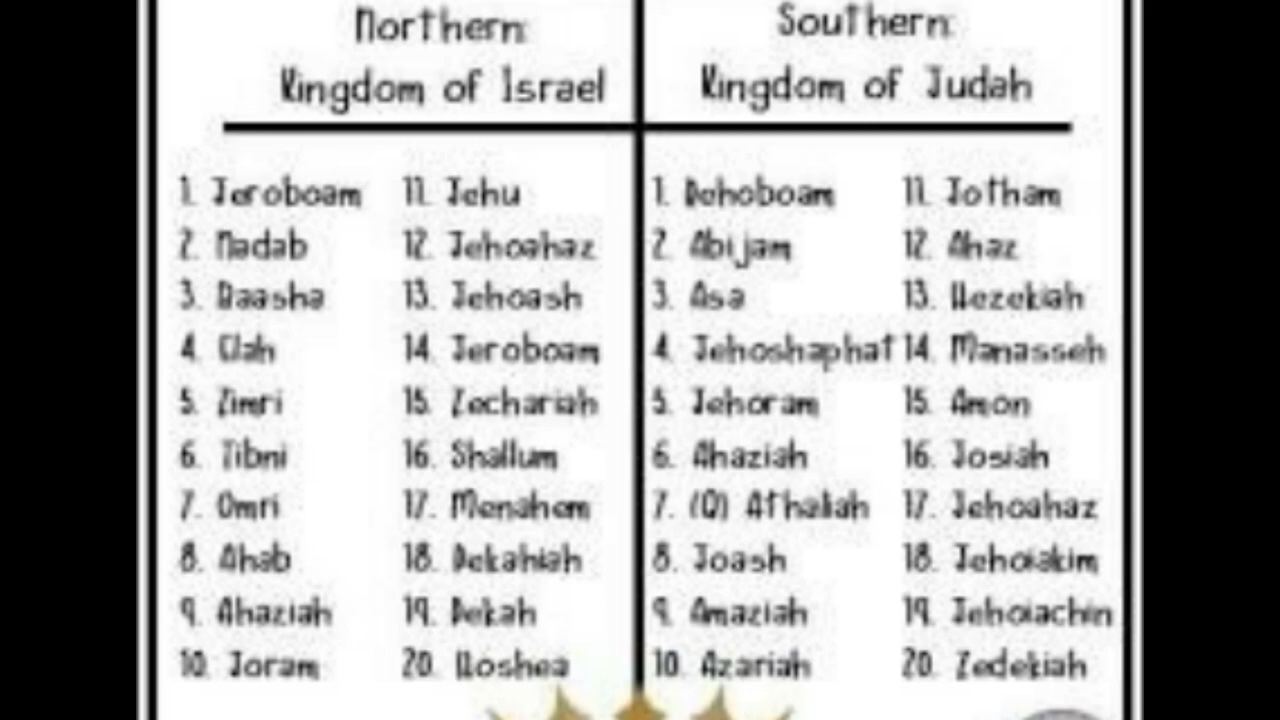 Northern:
Kingdom of Israel
1. Jeroboam
2. Nadab
3. Baasha
4. Elah
5. Zimri
6. Tibni
7. Omri
8. Ahab
9. Ahaziah
10. Joram
11. Jehu
12. Jehoahaz
13. Jehoash
14. Jeroboam
15. Zechariah
16. Shallum
17. Menahem
18. Pekahiah
19. Pekah
20. Hoshea
Southern:
Kingdom of Judah
1. Rehoboam
2. Abijam
3. Asa
4. Jehoshaphat
5. Jehoram
6. Ahaziah
7. (Q) Athaliah
8. Joash
9. Amaziah
10. Azariah
11. Jotham
12. Ahaz
13. Hezekiah
14. Manasseh
15. Amon
16. Josiah
17. Jehoahaz
18. Jehoiakim
19. Jehoiachin
20. Zedekiah